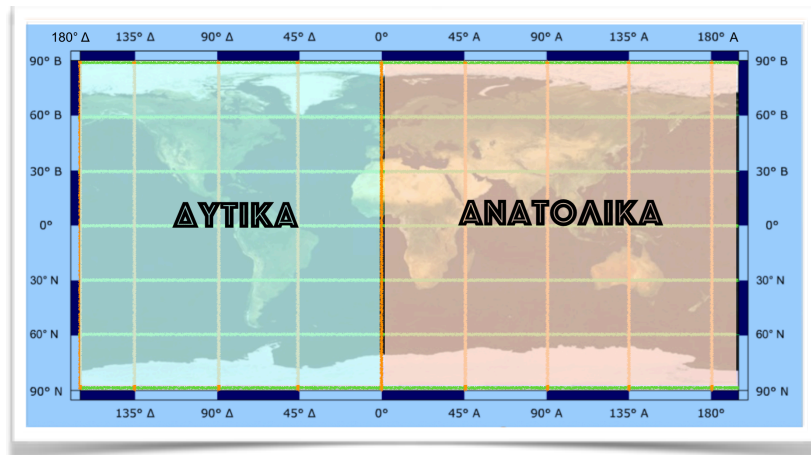 180° Δ 135° Δ 90° Δ 45° Δ 0° 45° Α 90° Α 135° Α 180° Α
90° Β 90° Β
60° Β 60° Β
30° Β 30° Β
ΔΥΤΙΚΑ ΑΝΑΤΟΛΙΚΑ
0° 0°
30° Ν 30° Ν
60° Ν 60° Ν
90° Ν 90° Ν
135° Δ 90° Δ 45° Δ 0° 45° Α 90° Α 135° Α 180°